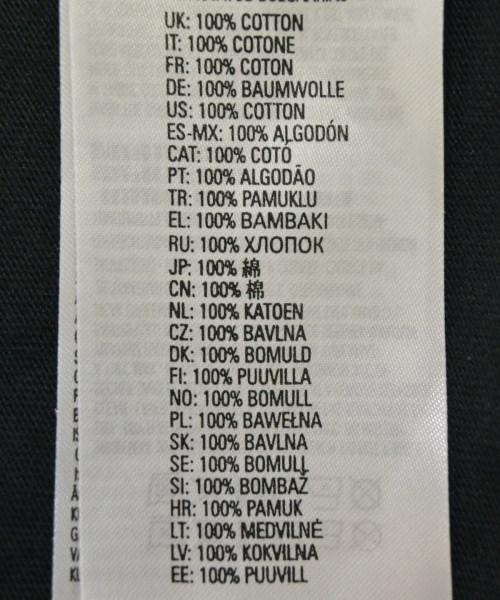 UK: 100% COTTON
IT: 100% COTONE
FR: 100% COTON
DE: 100% BAUMWOLLE
US: 100% COTTON
ES-MX: 100% ALGODÓN
CAT: 100% COTÓ
PT: 100% ALGODÃO
TR: 100% PAMUKLU
EL: 100% BAMBAKI
RU: 100% ХЛОПОК
JP: 100% 綿
CN: 100% 棉
NL: 100% KATOEN
CZ: 100% BAVLNA
DK: 100% BOMULD
FI: 100% PUUVILLA
NO: 100% BOMULL
PL: 100% BAWEŁNA
SK: 100% BAVLNA
SE: 100% BOMULL
SI: 100% BOMBAŽ
HR: 100% PAMUK
LT: 100% MEDVILNĖ
LV: 100% KOKVILNA
EE: 100% PUUVILL